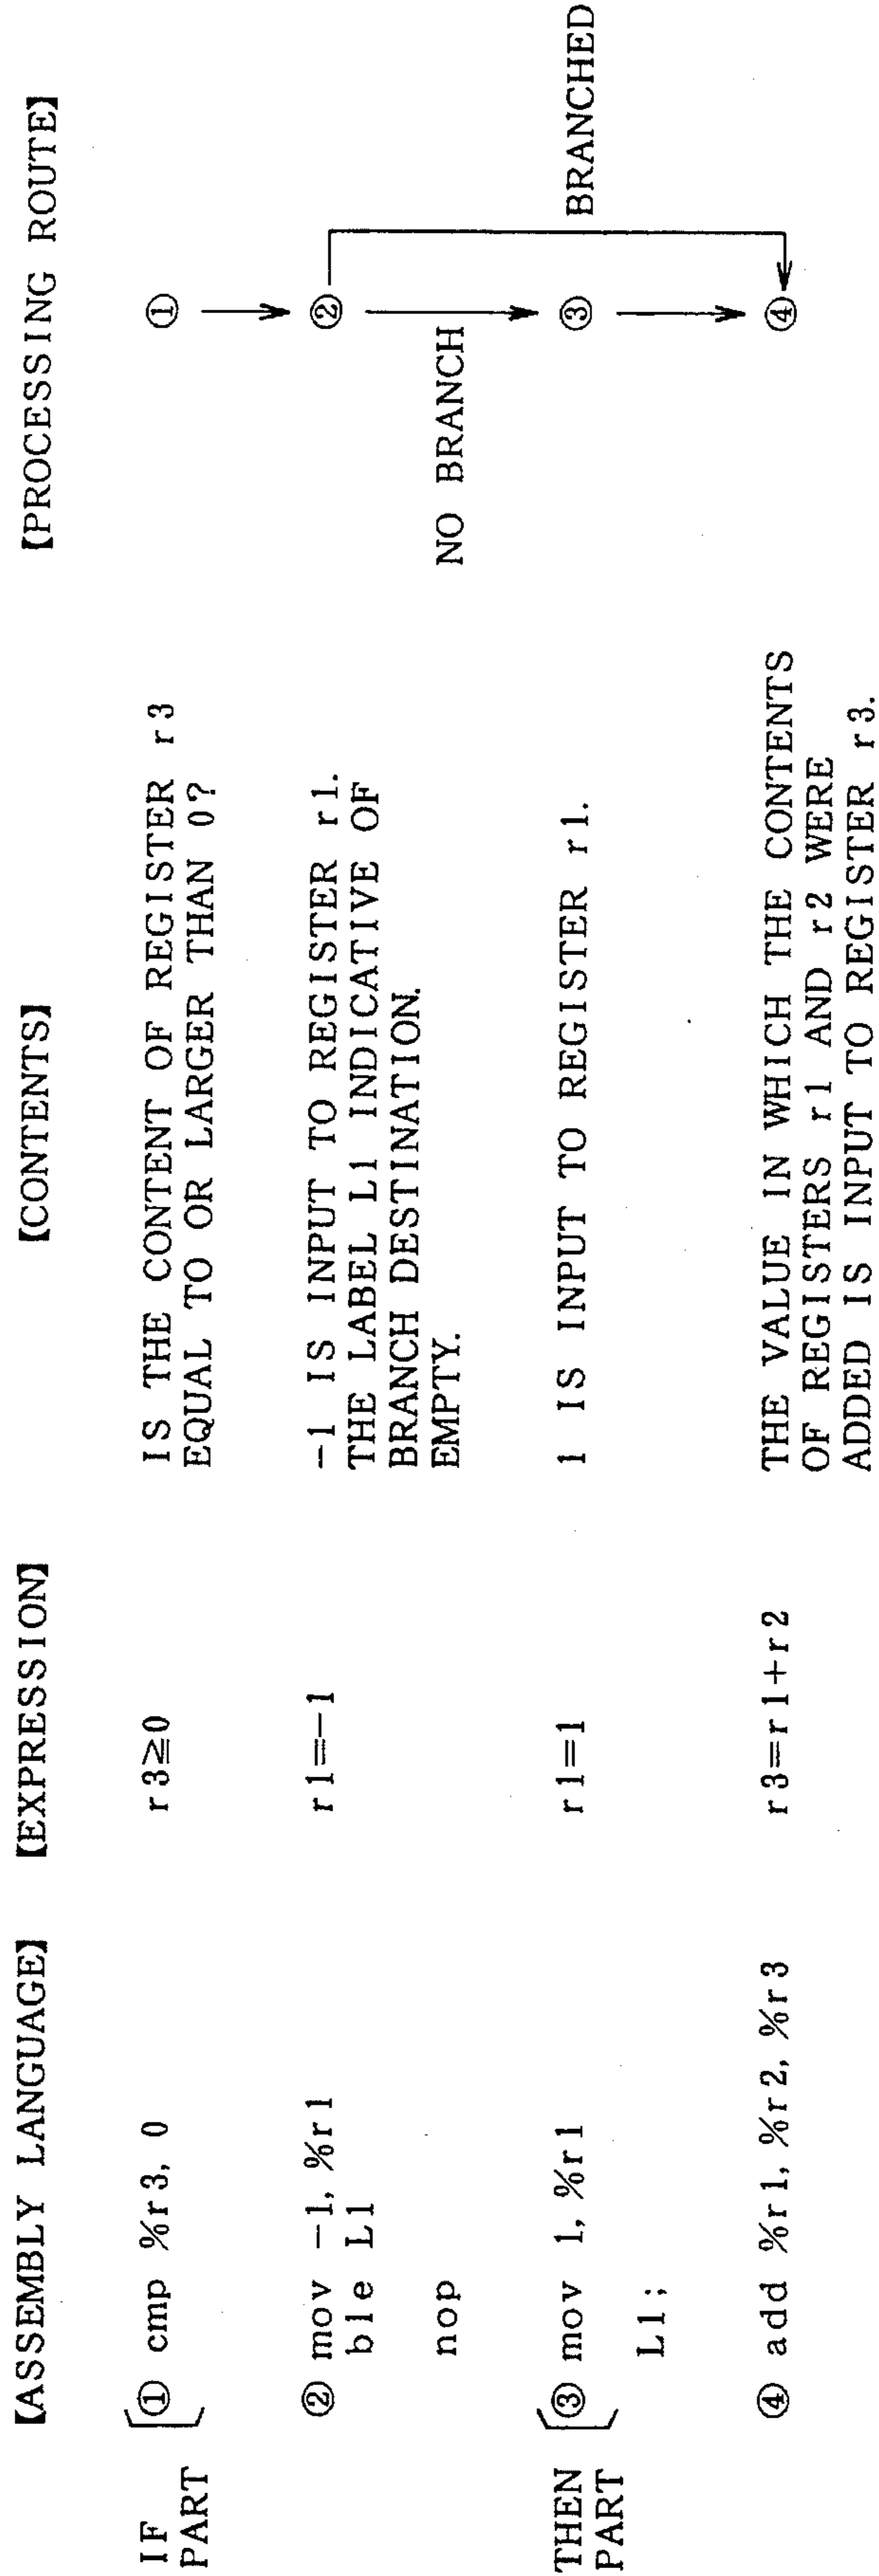 【ASSEMBLY LANGUAGE】 【EXPRESSION】 【CONTENTS】 【PROCESSING ROUTE】
IF PART ① cmp %r3, 0 r3≧0 IS THE CONTENT OF REGISTER r3 ①
EQUAL TO OR LARGER THAN 0?
② mov −1, %r1 r1=−1 −1 IS INPUT TO REGISTER r1. ②
ble L1 THE LABEL L1 INDICATIVE OF
BRANCH DESTINATION.
nop EMPTY. NO BRANCH
THEN PART ③ mov 1, %r1 r1=1 1 IS INPUT TO REGISTER r1. ③ BRANCHED
L1;
④ add %r1, %r2, %r3 r3=r1+r2 THE VALUE IN WHICH THE CONTENTS ④
OF REGISTERS r1 AND r2 WERE
ADDED IS INPUT TO REGISTER r3.